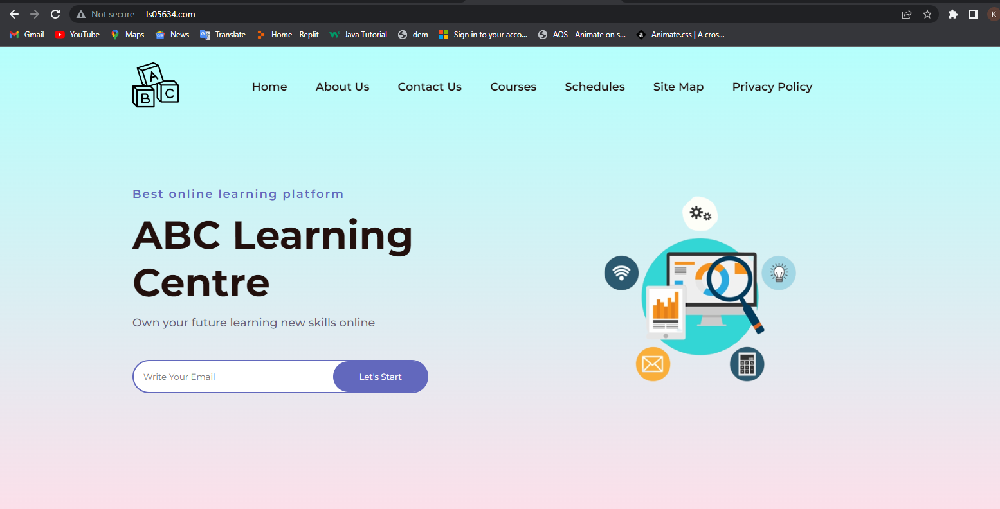 Not secure | ls05634.com
K
Gmail YouTube Maps News Translate Home - Replit Java Tutorial dem Sign in to your acco... AOS - Animate on s... a Animate.css | A cros...
A
B C
Home About Us Contact Us Courses Schedules Site Map Privacy Policy
Best online learning platform
ABC Learning
Centre
Own your future learning new skills online
Write Your Email Let's Start